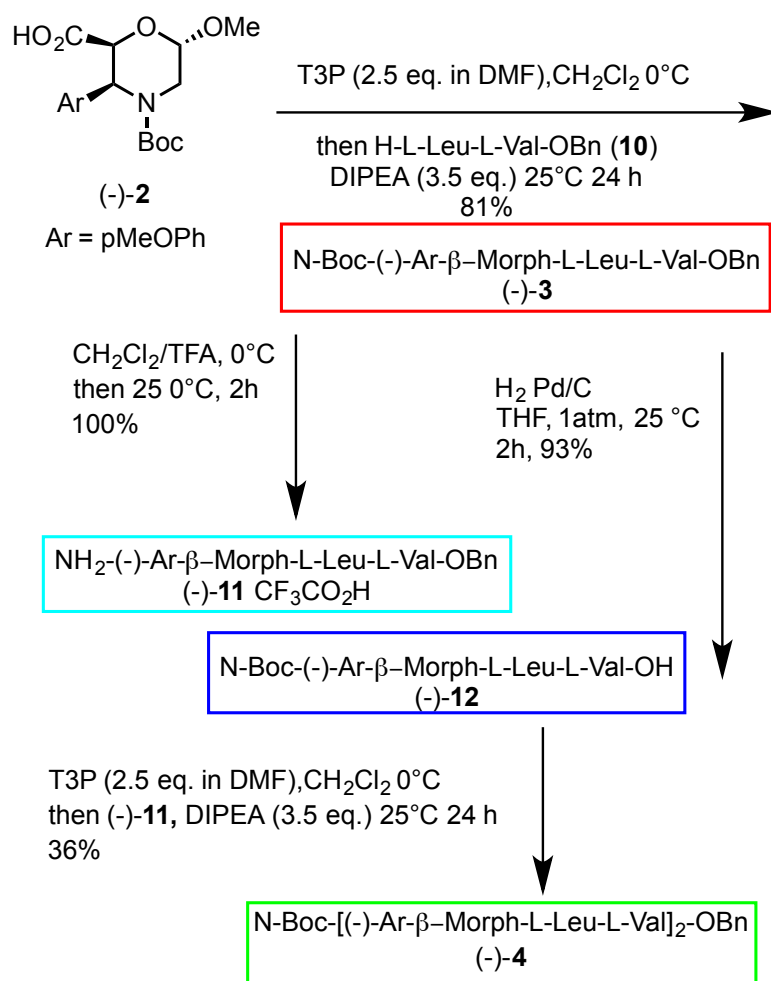 HO₂C
O
OMe
Ar
N
Boc
(-)-2
Ar = pMeOPh
T3P (2.5 eq. in DMF),CH₂Cl₂ 0°C
then H-L-Leu-L-Val-OBn (10)
DIPEA (3.5 eq.) 25°C 24 h
81%
N-Boc-(-)-Ar-β–Morph-L-Leu-L-Val-OBn
(-)-3
CH₂Cl₂/TFA, 0°C
then 25 0°C, 2h
100%
H₂ Pd/C
THF, 1atm, 25 °C
2h, 93%
NH₂-(-)-Ar-β–Morph-L-Leu-L-Val-OBn
(-)-11 CF₃CO₂H
N-Boc-(-)-Ar-β–Morph-L-Leu-L-Val-OH
(-)-12
T3P (2.5 eq. in DMF),CH₂Cl₂ 0°C
then (-)-11, DIPEA (3.5 eq.) 25°C 24 h
36%
N-Boc-[(-)-Ar-β–Morph-L-Leu-L-Val]₂-OBn
(-)-4